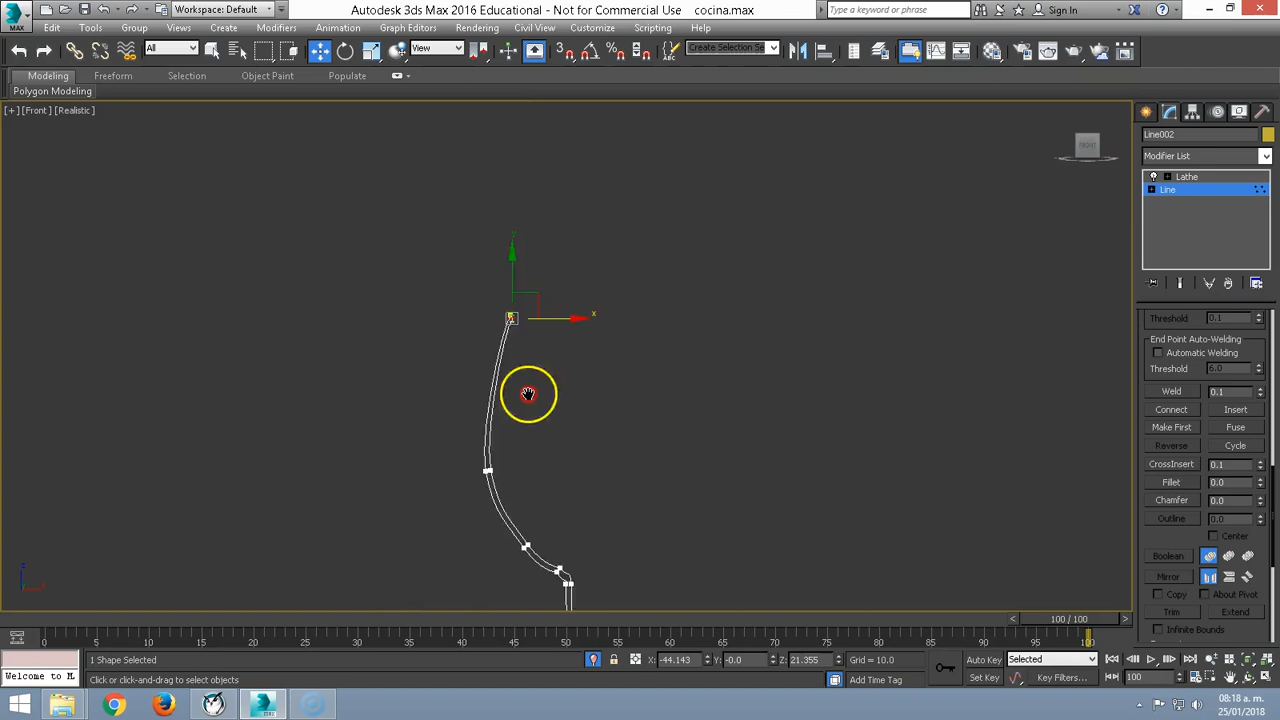 Workspace: Default
Autodesk 3ds Max 2016 Educational - Not for Commercial Use cocina.max
Type a keyword or phrase
Sign In
MAX
Edit Tools Group Views Create Modifiers Animation Graph Editors Rendering Civil View Customize Scripting Help
All
View
Create Selection Se
Modeling Freeform Selection Object Paint Populate
Polygon Modeling
[+] [Front] [Realistic]
y
x
z
Line002
Modifier List
Lathe
Line
Threshold 0.1
End Point Auto-Welding
Automatic Welding
Threshold 6.0
Weld 0.1
Connect Insert
Make First Fuse
Reverse Cycle
CrossInsert 0.1
Fillet 0.0
Chamfer 0.0
Outline 0.0
Center
Boolean
Mirror
Copy About Pivot
Trim Extend
Infinite Bounds
100 / 100
0 5 10 15 20 25 30 35 40 45 50 55 60 65 70 75 80 85 90 95 100
1 Shape Selected
X: -44.143 Y: -0.0 Z: 21.355 Grid = 10.0
Auto Key Selected
Welcome to M
Click or click-and-drag to select objects
Add Time Tag
Set Key Key Filters... 100
08:18 a. m.
25/01/2018